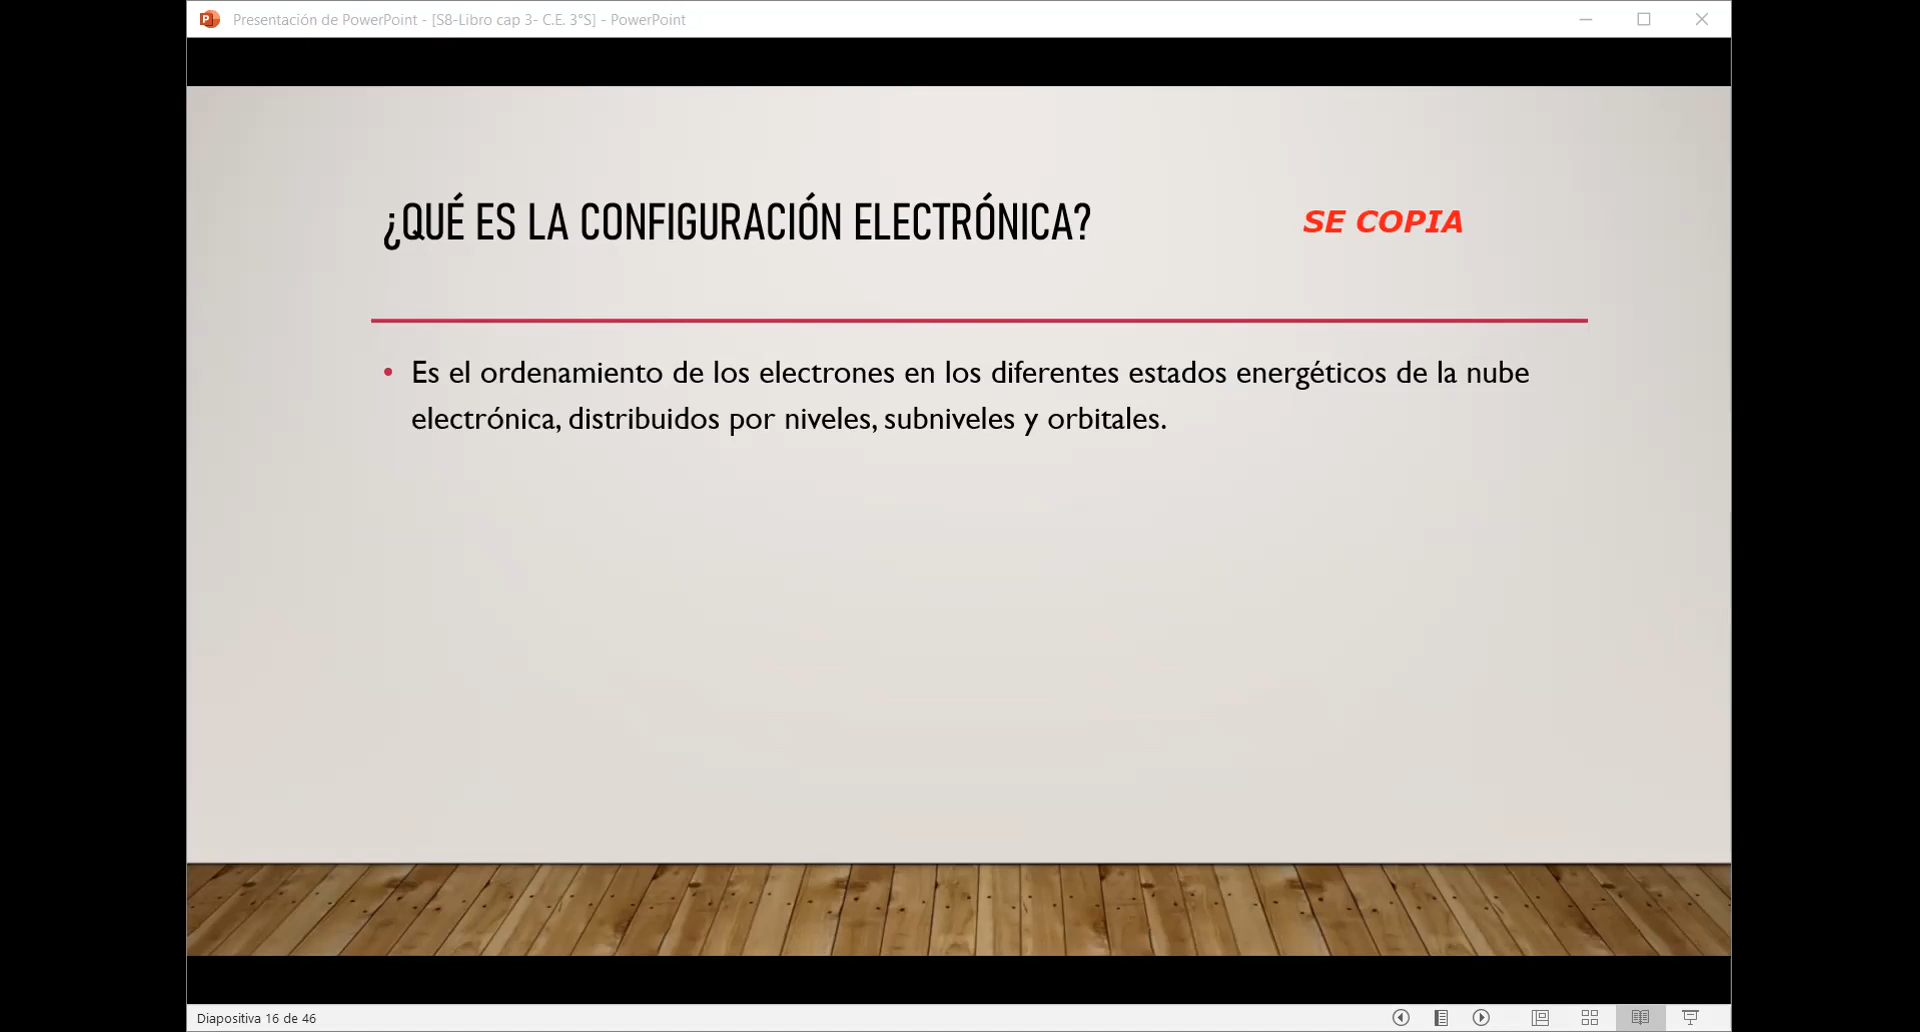 Presentación de PowerPoint - [S8-Libro cap 3- C.E. 3°S] - PowerPoint
¿QUÉ ES LA CONFIGURACIÓN ELECTRÓNICA?
SE COPIA
• Es el ordenamiento de los electrones en los diferentes estados energéticos de la nube
electrónica, distribuidos por niveles, subniveles y orbitales.
Diapositiva 16 de 46